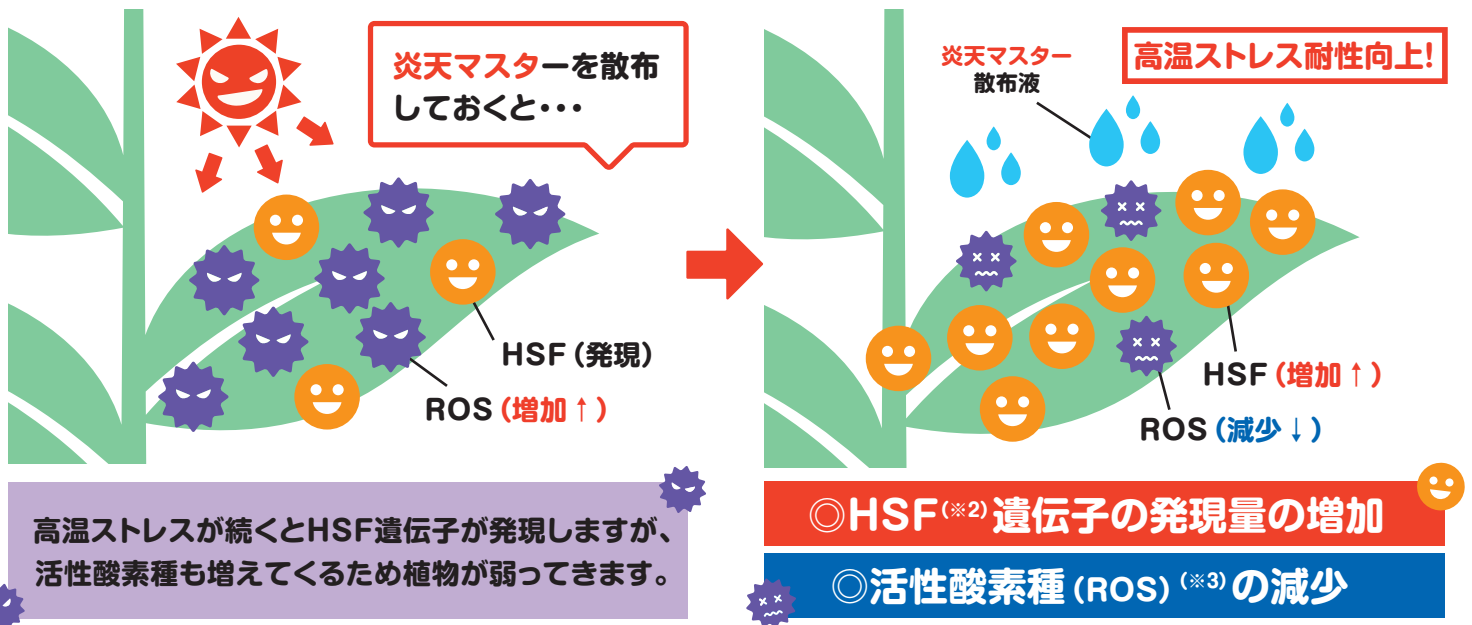 炎天マスターを散布
しておくと・・・
HSF（発現）
ROS（増加↑）
高温ストレスが続くとHSF遺伝子が発現しますが、
活性酸素種も増えてくるため植物が弱ってきます。
炎天マスター
散布液
高温ストレス耐性向上!
HSF（増加↑）
ROS（減少↓）
◎HSF(※2)遺伝子の発現量の増加
◎活性酸素種（ROS）(※3)の減少